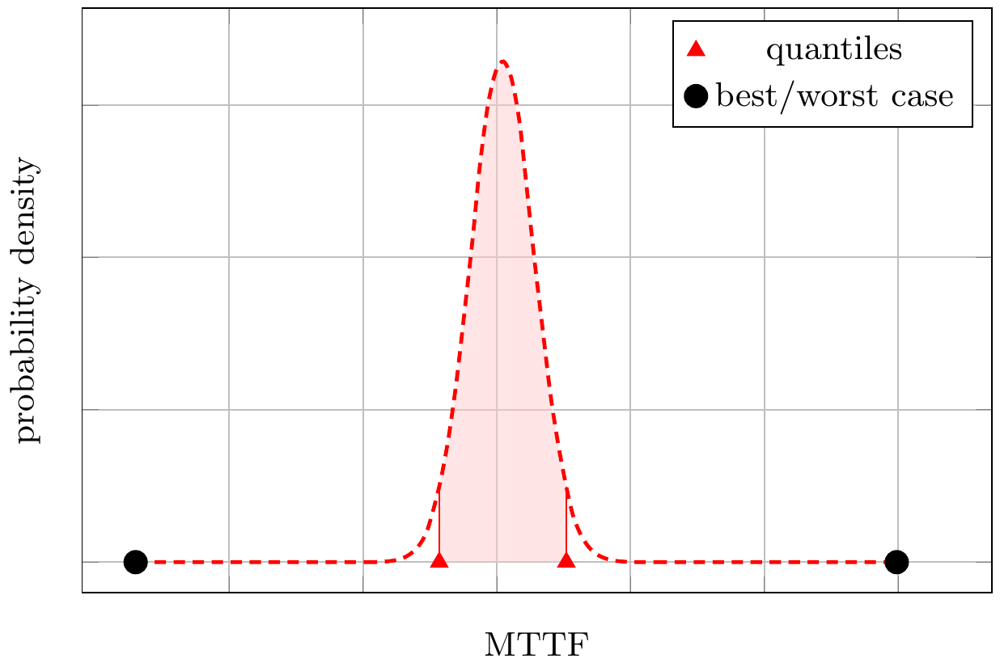 quantiles
best/worst case
probability density
MTTF